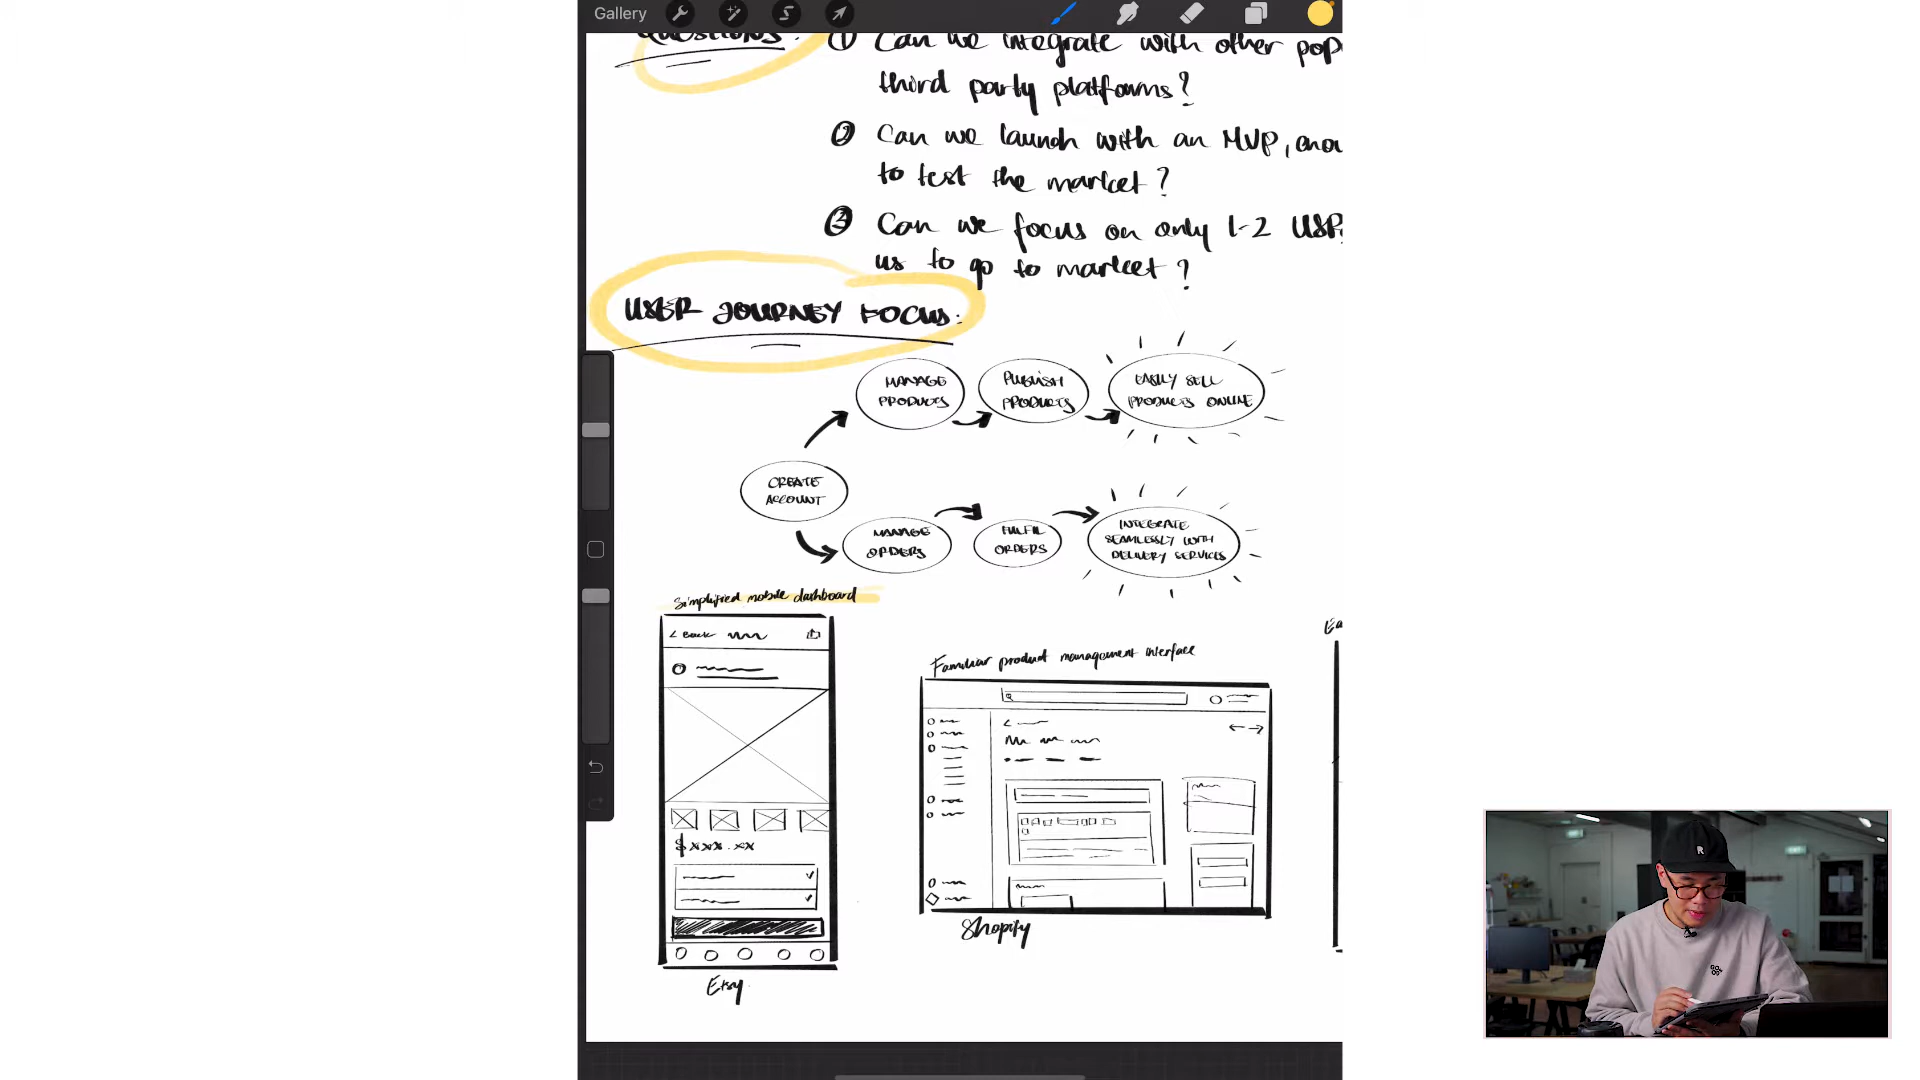 Gallery
Questions:
① Can we integrate with other pop
third party platforms?
② Can we launch with an MVP, enou
to test the market?
③ Can we focus on only 1-2 USP
us to go to market?
USER JOURNEY FOCUS:
MANAGE
PRODUCTS
PUBLISH
PRODUCTS
EASILY SELL
PRODUCTS ONLINE
CREATE
ACCOUNT
MANAGE
ORDERS
FULFIL
ORDERS
INTEGRATE
SEAMLESSLY WITH
DELIVERY SERVICES
Simplified mobile dashboard
Ea
< Back
Familiar product management interface
$xxx.xx
Shopify
Etsy
R